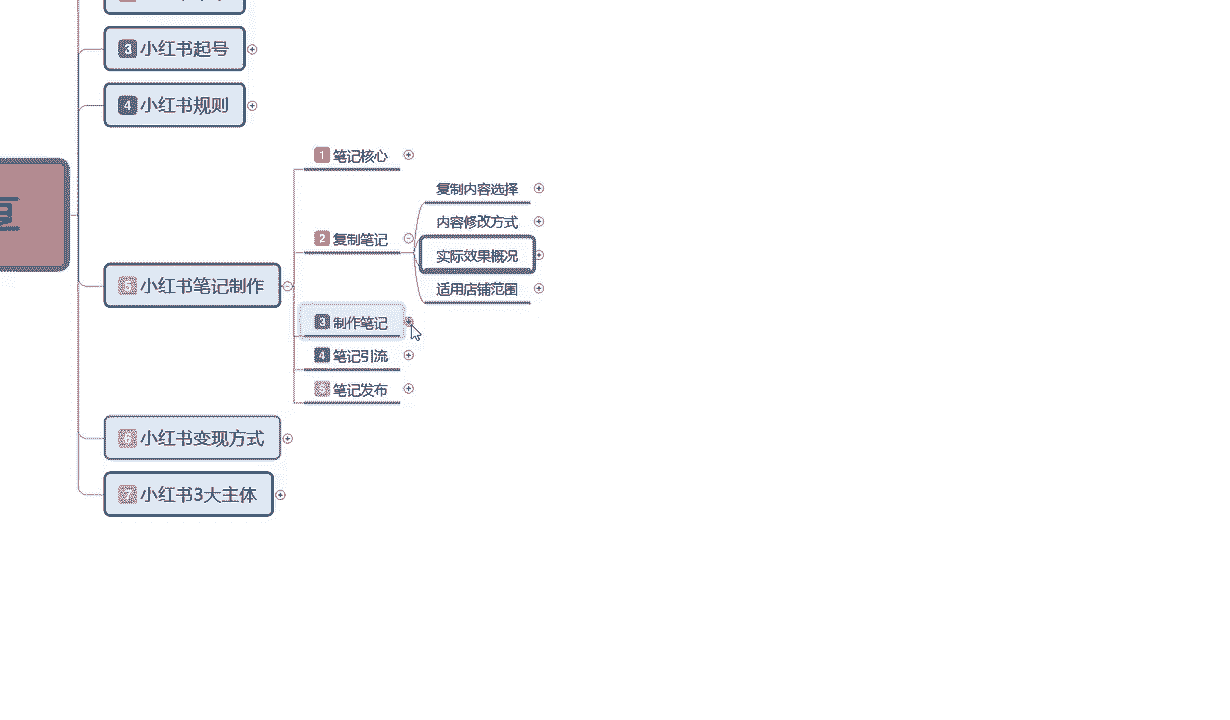 3 小红书起号
4 小红书规则
1 笔记核心
复制内容选择
内容修改方式
2 复制笔记
实际效果概况
5 小红书笔记制作
适用店铺范围
3 制作笔记
4 笔记引流
5 笔记发布
6 小红书变现方式
7 小红书3大主体